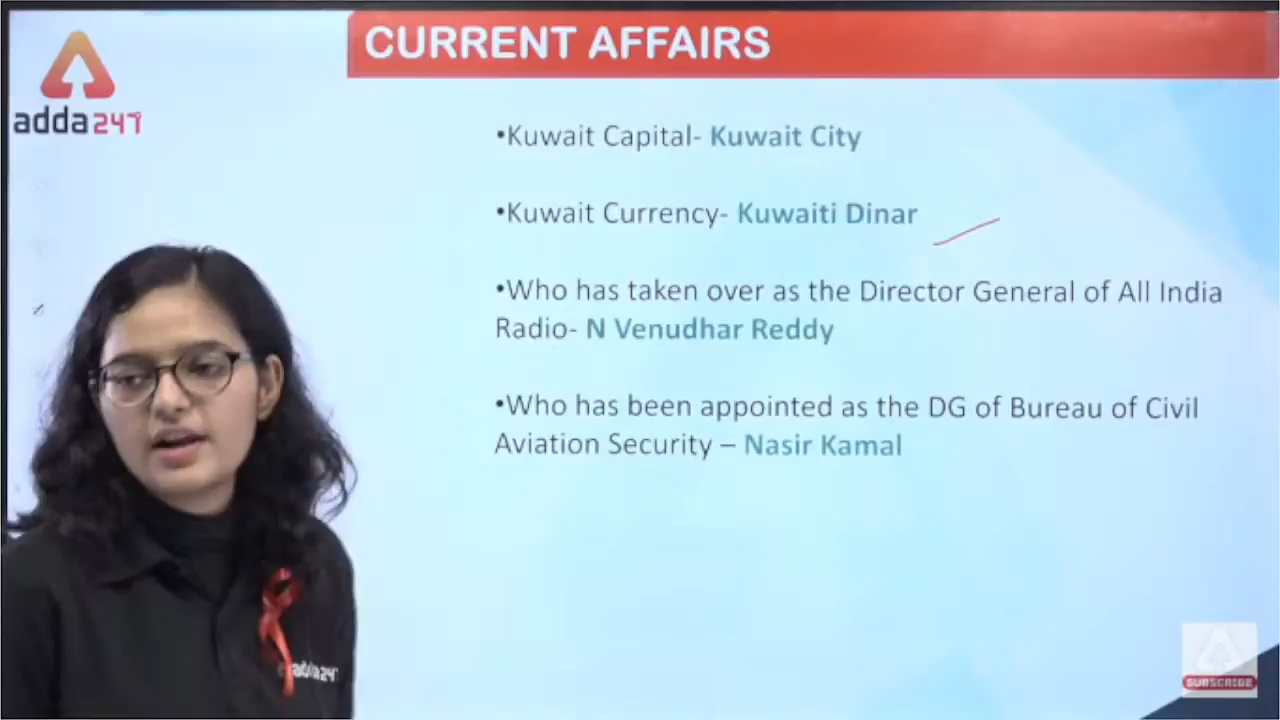 CURRENT AFFAIRS
adda247
•Kuwait Capital- Kuwait City
•Kuwait Currency- Kuwaiti Dinar
•Who has taken over as the Director General of All India
Radio- N Venudhar Reddy
•Who has been appointed as the DG of Bureau of Civil
Aviation Security – Nasir Kamal
adda247
SUBSCRIBE